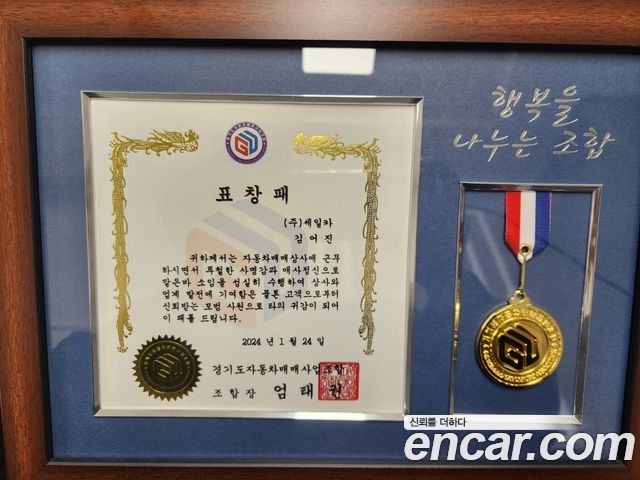 행복을
나누는 조합
표 창 패
(주)세일카
김 어 진
귀하께서는 자동차매매상사에 근무
하시면서 투철한 사명감과 애사정신으로
맡은바 소임을 성실히 수행하여 상사와
업계 발전에 기여함은 물론 고객으로부터
신뢰받는 모범 사원으로 타의 귀감이 되어
이 패를 드립니다.
2024 년 1 월 24 일
경기도자동차매매사업조합
조 합 장 엄 태 권
신뢰를 더하다
encar.com